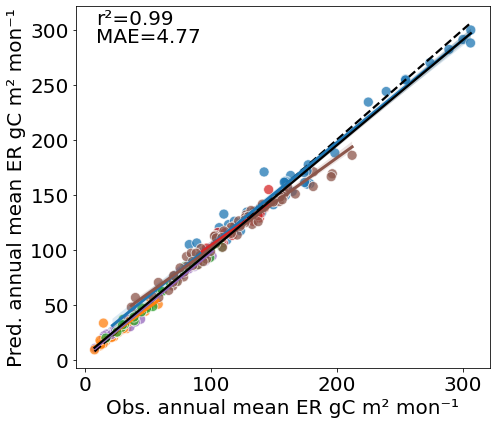 r²=0.99
MAE=4.77
300
250
200
150
100
50
0
Pred. annual mean ER gC m² mon⁻¹
0 100 200 300
Obs. annual mean ER gC m² mon⁻¹